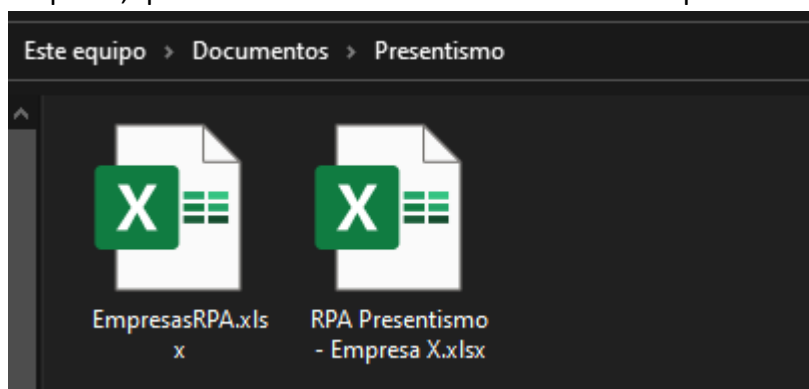 Este equipo > Documentos > Presentismo
X
X
EmpresasRPA.xls
x
RPA Presentismo
- Empresa X.xlsx